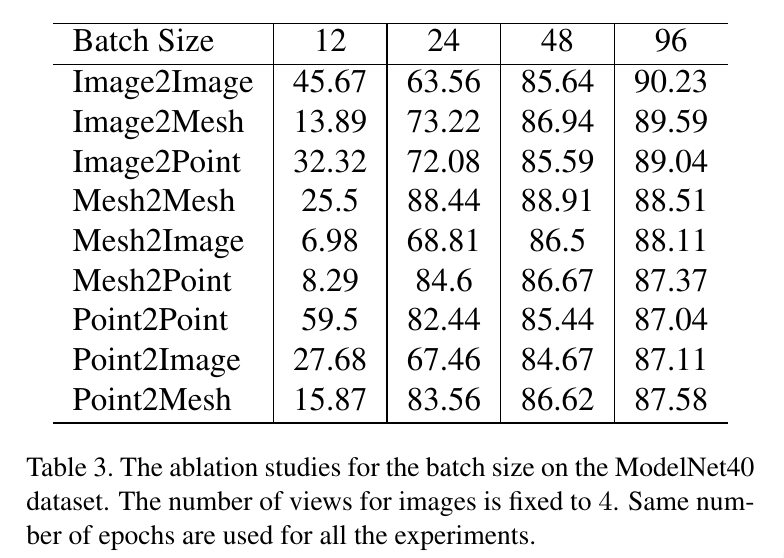 Batch Size 12 24 48 96
Image2Image 45.67 63.56 85.64 90.23
Image2Mesh 13.89 73.22 86.94 89.59
Image2Point 32.32 72.08 85.59 89.04
Mesh2Mesh 25.5 88.44 88.91 88.51
Mesh2Image 6.98 68.81 86.5 88.11
Mesh2Point 8.29 84.6 86.67 87.37
Point2Point 59.5 82.44 85.44 87.04
Point2Image 27.68 67.46 84.67 87.11
Point2Mesh 15.87 83.56 86.62 87.58
Table 3. The ablation studies for the batch size on the ModelNet40
dataset. The number of views for images is fixed to 4. Same num-
ber of epochs are used for all the experiments.